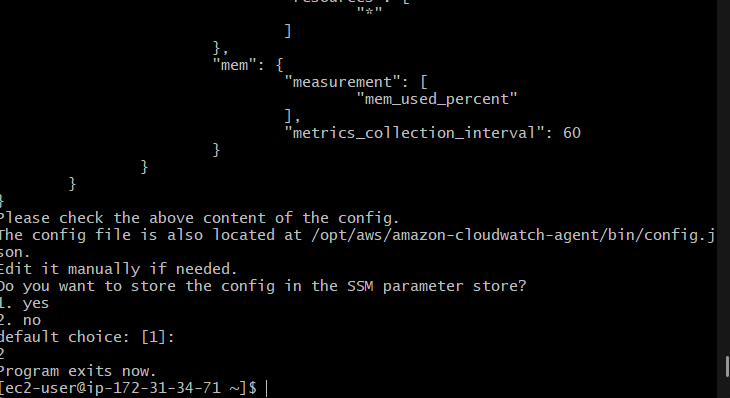 "*"
]
},
"mem": {
"measurement": [
"mem_used_percent"
],
"metrics_collection_interval": 60
}
}
}
}
Please check the above content of the config.
The config file is also located at /opt/aws/amazon-cloudwatch-agent/bin/config.j
son.
Edit it manually if needed.
Do you want to store the config in the SSM parameter store?
1. yes
2. no
default choice: [1]:
2
Program exits now.
[ec2-user@ip-172-31-34-71 ~]$